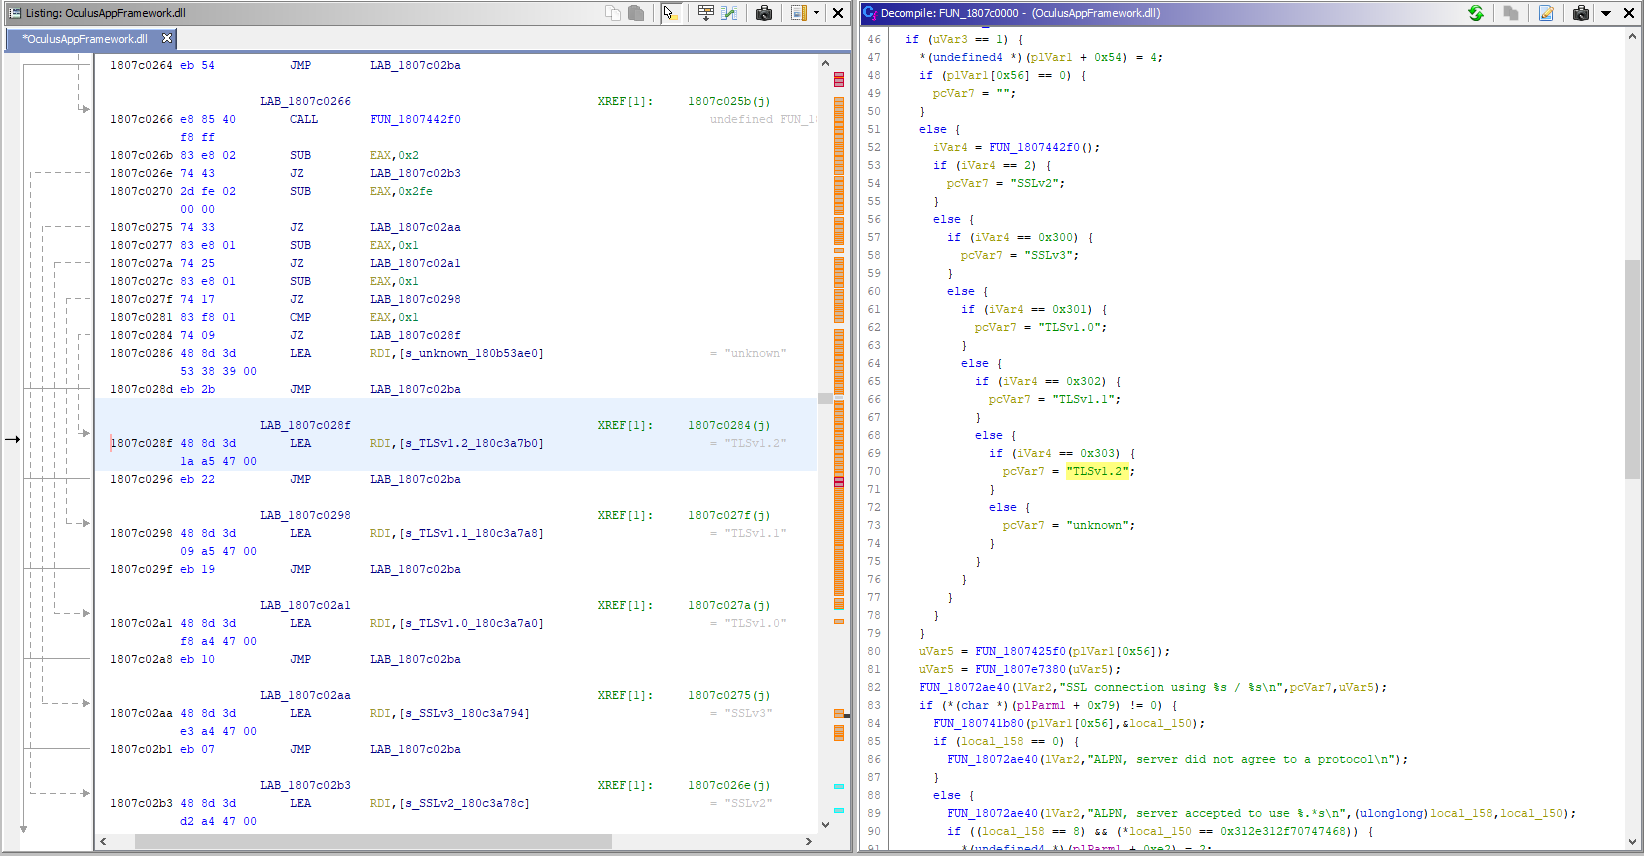 Listing: OculusAppFramework.dll
*OculusAppFramework.dll
1807c0264 eb 54 JMP LAB_1807c02ba
LAB_1807c0266 XREF[1]: 1807c025b(j)
1807c0266 e8 85 40 CALL FUN_1807442f0 undefined FUN_1
f8 ff
1807c026b 83 e8 02 SUB EAX,0x2
1807c026e 74 43 JZ LAB_1807c02b3
1807c0270 2d fe 02 SUB EAX,0x2fe
00 00
1807c0275 74 33 JZ LAB_1807c02aa
1807c0277 83 e8 01 SUB EAX,0x1
1807c027a 74 25 JZ LAB_1807c02a1
1807c027c 83 e8 01 SUB EAX,0x1
1807c027f 74 17 JZ LAB_1807c0298
1807c0281 83 f8 01 CMP EAX,0x1
1807c0284 74 09 JZ LAB_1807c028f
1807c0286 48 8d 3d LEA RDI,[s_unknown_180b53ae0] = "unknown"
53 38 39 00
1807c028d eb 2b JMP LAB_1807c02ba
LAB_1807c028f XREF[1]: 1807c0284(j)
1807c028f 48 8d 3d LEA RDI,[s_TLSv1.2_180c3a7b0] = "TLSv1.2"
1a a5 47 00
1807c0296 eb 22 JMP LAB_1807c02ba
LAB_1807c0298 XREF[1]: 1807c027f(j)
1807c0298 48 8d 3d LEA RDI,[s_TLSv1.1_180c3a7a8] = "TLSv1.1"
09 a5 47 00
1807c029f eb 19 JMP LAB_1807c02ba
LAB_1807c02a1 XREF[1]: 1807c027a(j)
1807c02a1 48 8d 3d LEA RDI,[s_TLSv1.0_180c3a7a0] = "TLSv1.0"
f8 a4 47 00
1807c02a8 eb 10 JMP LAB_1807c02ba
LAB_1807c02aa XREF[1]: 1807c0275(j)
1807c02aa 48 8d 3d LEA RDI,[s_SSLv3_180c3a794] = "SSLv3"
e3 a4 47 00
1807c02b1 eb 07 JMP LAB_1807c02ba
LAB_1807c02b3 XREF[1]: 1807c026e(j)
1807c02b3 48 8d 3d LEA RDI,[s_SSLv2_180c3a78c] = "SSLv2"
d2 a4 47 00
Decompile: FUN_1807c0000 - (OculusAppFramework.dll)
46 if (uVar3 == 1) {
47 *(undefined4 *)(plVar1 + 0x54) = 4;
48 if (plVar1[0x56] == 0) {
49 pcVar7 = "";
50 }
51 else {
52 iVar4 = FUN_1807442f0();
53 if (iVar4 == 2) {
54 pcVar7 = "SSLv2";
55 }
56 else {
57 if (iVar4 == 0x300) {
58 pcVar7 = "SSLv3";
59 }
60 else {
61 if (iVar4 == 0x301) {
62 pcVar7 = "TLSv1.0";
63 }
64 else {
65 if (iVar4 == 0x302) {
66 pcVar7 = "TLSv1.1";
67 }
68 else {
69 if (iVar4 == 0x303) {
70 pcVar7 = "TLSv1.2";
71 }
72 else {
73 pcVar7 = "unknown";
74 }
75 }
76 }
77 }
78 }
79 }
80 uVar5 = FUN_1807425f0(plVar1[0x56]);
81 uVar5 = FUN_1807e7380(uVar5);
82 FUN_18072ae40(lVar2,"SSL connection using %s / %s\n",pcVar7,uVar5);
83 if (*(char *)(plParm1 + 0x79) != 0) {
84 FUN_180741b80(plVar1[0x56],&local_150);
85 if (local_158 == 0) {
86 FUN_18072ae40(lVar2,"ALPN, server did not agree to a protocol\n");
87 }
88 else {
89 FUN_18072ae40(lVar2,"ALPN, server accepted to use %.*s\n",(ulonglong)local_158,local_150);
90 if ((local_158 == 8) && (*local_150 == 0x312e312f70747468)) {
91 *(undefined4 *)(plParm1 + 0xe2) = 2;